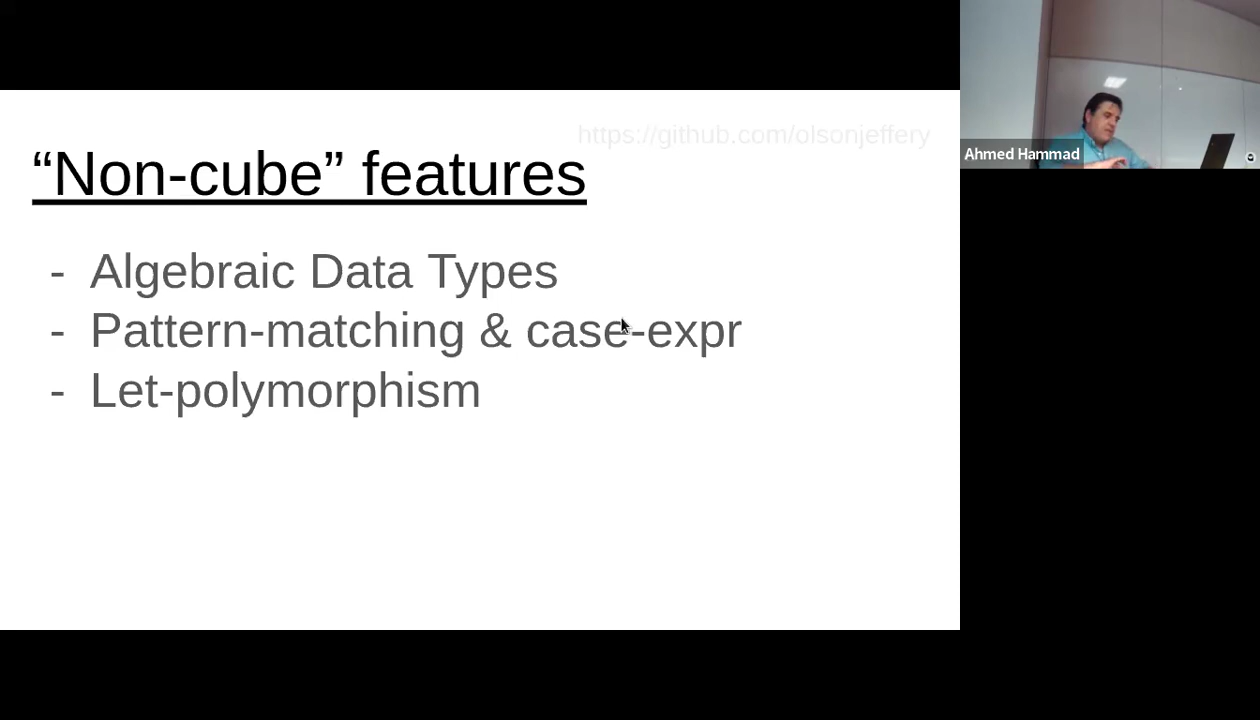 https://github.com/olsonjeffery
“Non-cube” features
- Algebraic Data Types
- Pattern-matching & case-expr
- Let-polymorphism
Ahmed Hammad